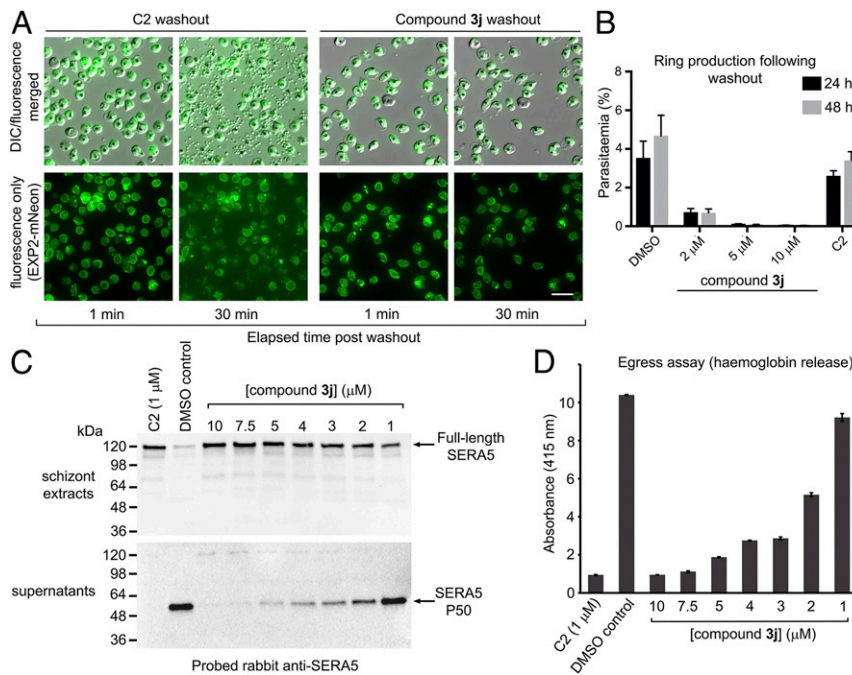 A
C2 washout
Compound 3j washout
DIC/fluorescence
merged
fluorescence only
(EXP2-mNeon)
1 min
30 min
1 min
30 min
Elapsed time post washout
B
Ring production following
washout
24 h
48 h
Parasitaemia (%)
8
6
4
2
0
DMSO
2 µM
5 µM
10 µM
C2
compound 3j
C
C2 (1 µM)
DMSO control
[compound 3j] (µM)
10 7.5 5 4 3 2 1
kDa
120
98
64
48
36
schizont
extracts
Full-length
SERA5
120
98
64
48
36
supernatants
SERA5
P50
Probed rabbit anti-SERA5
D
Egress assay (haemoglobin release)
Absorbance (415 nm)
10
8
6
4
2
0
C2 (1 µM)
DMSO control
10 7.5 5 4 3 2 1
[compound 3j] (µM)